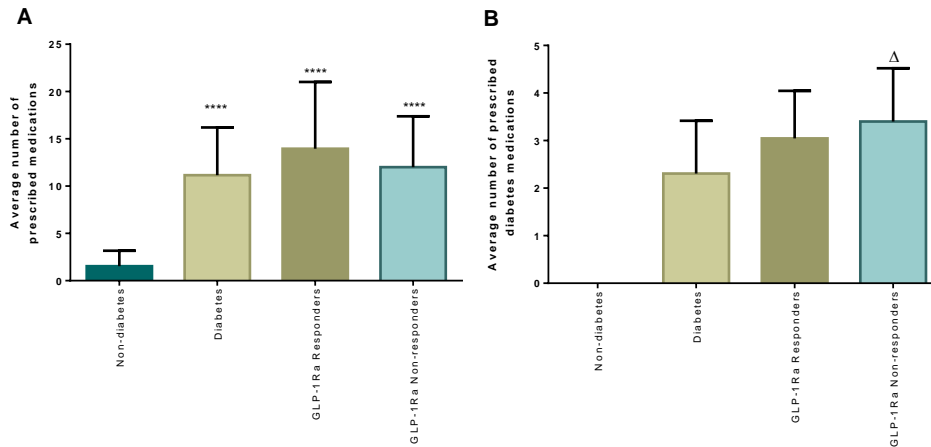 A
Average number of
prescribed medications
25
20
15
10
5
0
****
****
****
Non-diabetes
Diabetes
GLP-1Ra Responders
GLP-1Ra Non-responders
B
Average number of prescribed
diabetes medications
5
4
3
2
1
0
Δ
Non-diabetes
Diabetes
GLP-1Ra Responders
GLP-1Ra Non-responders